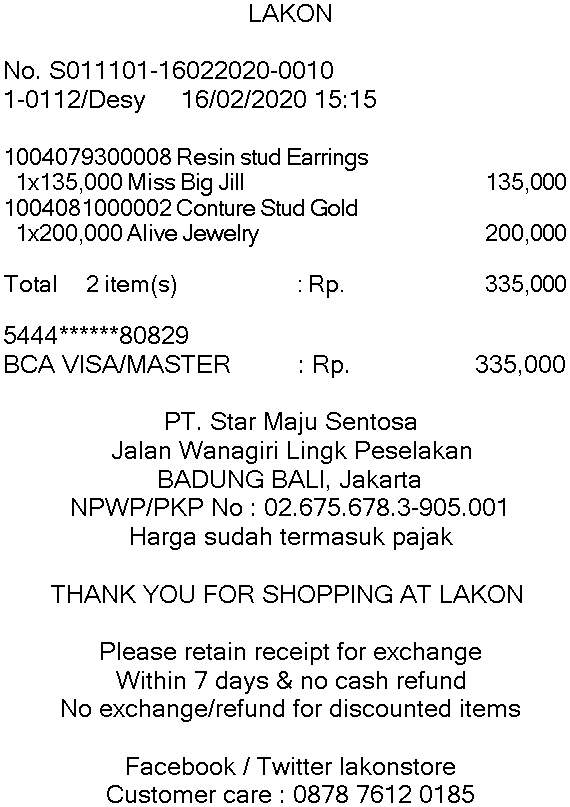 LAKON
No. S011101-16022020-0010
1-0112/Desy 16/02/2020 15:15
1004079300008 Resin stud Earrings
1x135,000 Miss Big Jill 135,000
1004081000002 Conture Stud Gold
1x200,000 Alive Jewelry 200,000
Total 2 item(s) : Rp. 335,000
5444******80829
BCA VISA/MASTER : Rp. 335,000
PT. Star Maju Sentosa
Jalan Wanagiri Lingk Peselakan
BADUNG BALI, Jakarta
NPWP/PKP No : 02.675.678.3-905.001
Harga sudah termasuk pajak
THANK YOU FOR SHOPPING AT LAKON
Please retain receipt for exchange
Within 7 days & no cash refund
No exchange/refund for discounted items
Facebook / Twitter lakonstore
Customer care : 0878 7612 0185